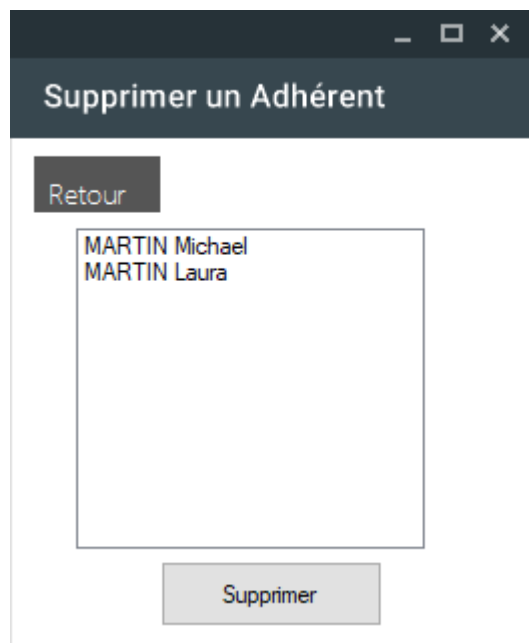 Supprimer un Adhérent
Retour
MARTIN Michael
MARTIN Laura
Supprimer